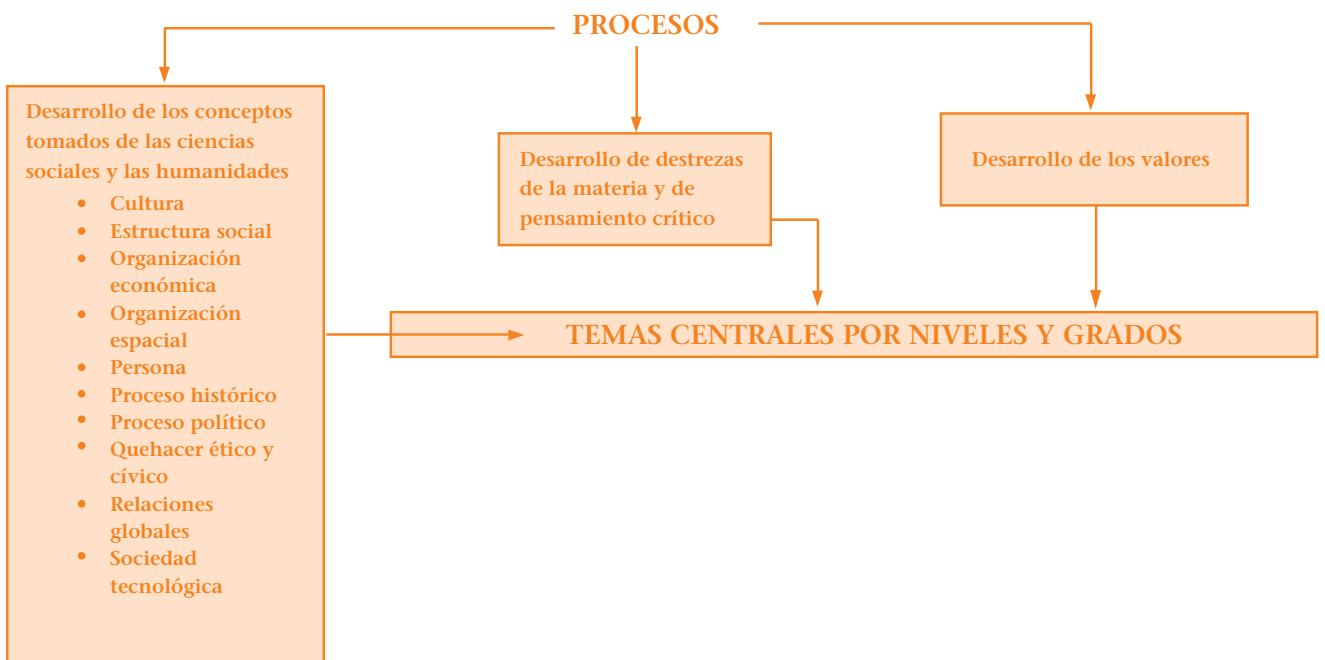 PROCESOS
Desarrollo de los conceptos
tomados de las ciencias
sociales y las humanidades
• Cultura
• Estructura social
• Organización
económica
• Organización
espacial
• Persona
• Proceso histórico
• Proceso político
• Quehacer ético y
cívico
• Relaciones
globales
• Sociedad
tecnológica
Desarrollo de destrezas
de la materia y de
pensamiento crítico
Desarrollo de los valores
TEMAS CENTRALES POR NIVELES Y GRADOS